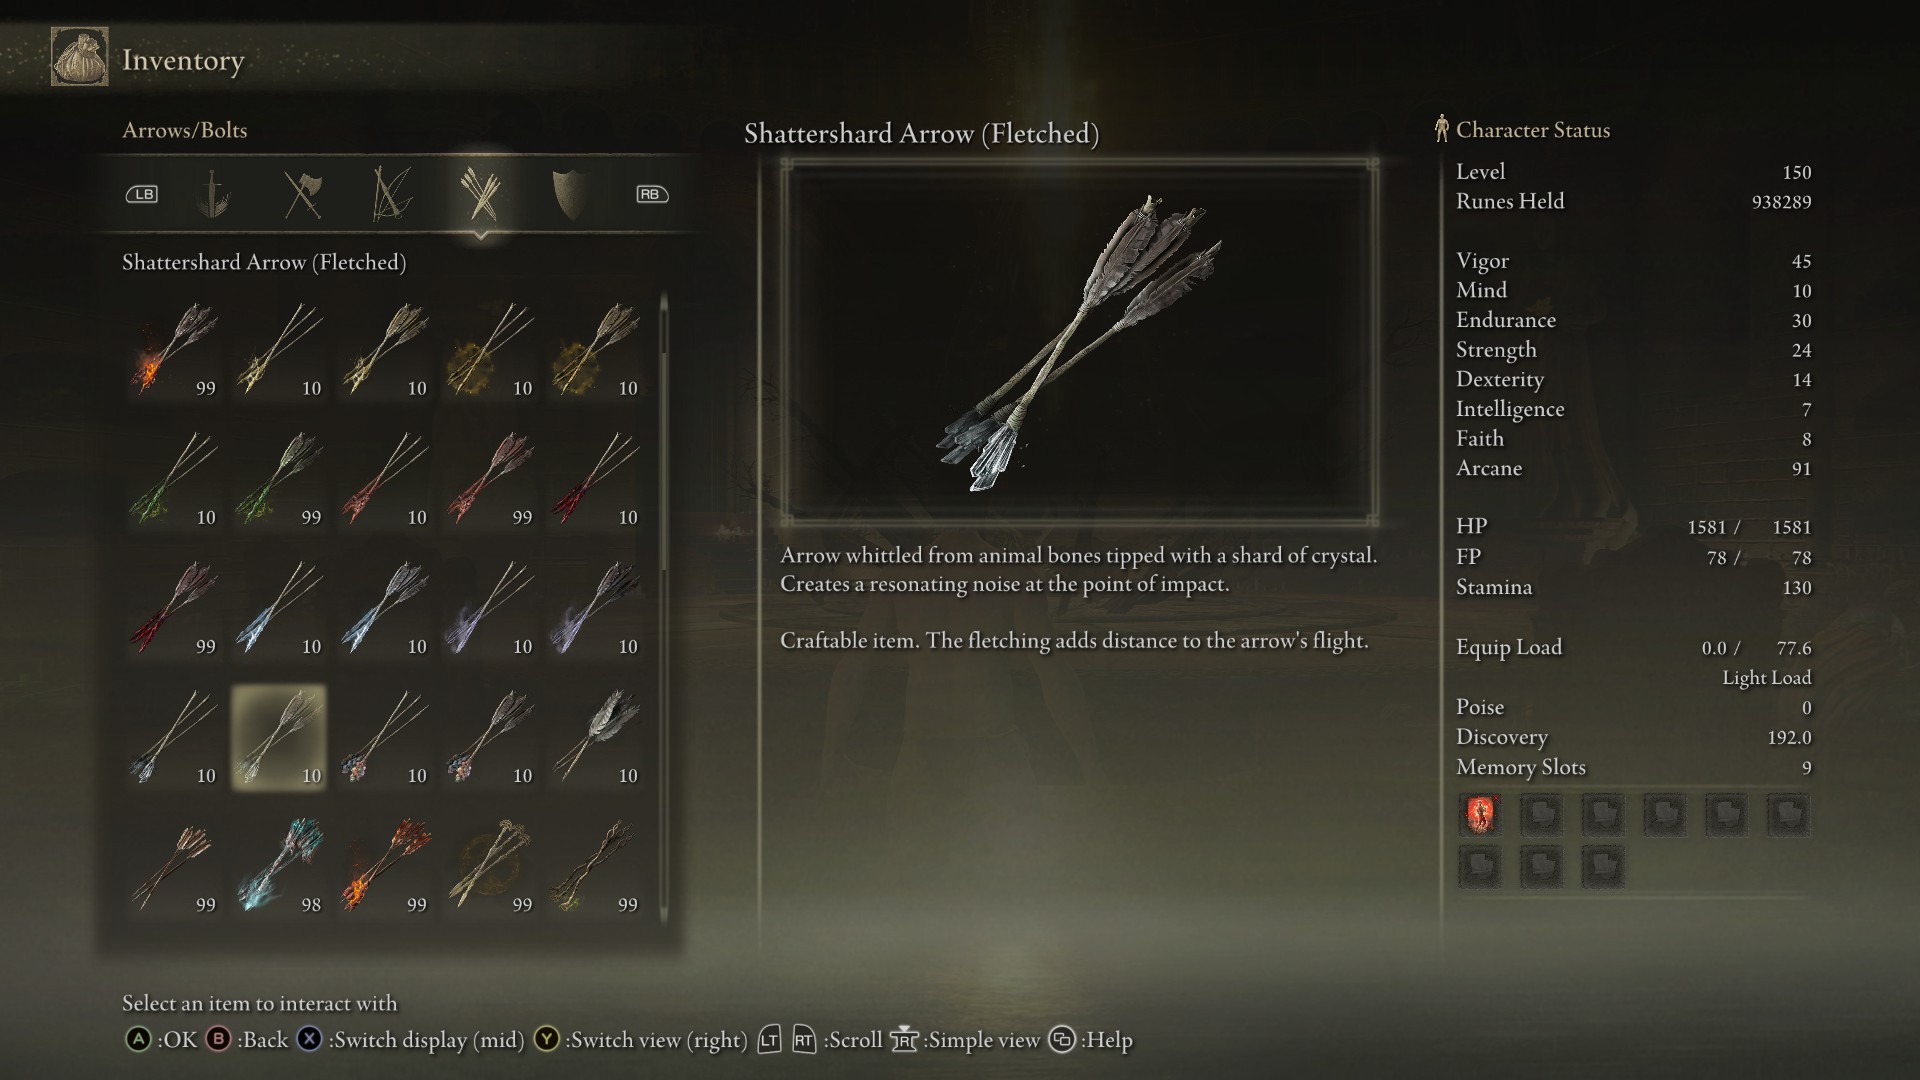 Inventory
Arrows/Bolts
LB
RB
Shattershard Arrow (Fletched)
99 10 10 10 10
10 99 10 99 10
99 10 10 10 10
10 10 10 10 10
99 98 99 99 99
Shattershard Arrow (Fletched)
Arrow whittled from animal bones tipped with a shard of crystal.
Creates a resonating noise at the point of impact.
Craftable item. The fletching adds distance to the arrow's flight.
Character Status
Level 150
Runes Held 938289
Vigor 45
Mind 10
Endurance 30
Strength 24
Dexterity 14
Intelligence 7
Faith 8
Arcane 91
HP 1581 / 1581
FP 78 / 78
Stamina 130
Equip Load 0.0 / 77.6
Light Load
Poise 0
Discovery 192.0
Memory Slots 9
Select an item to interact with
A :OK B :Back X :Switch display (mid) Y :Switch view (right) LT RT :Scroll R :Simple view :Help